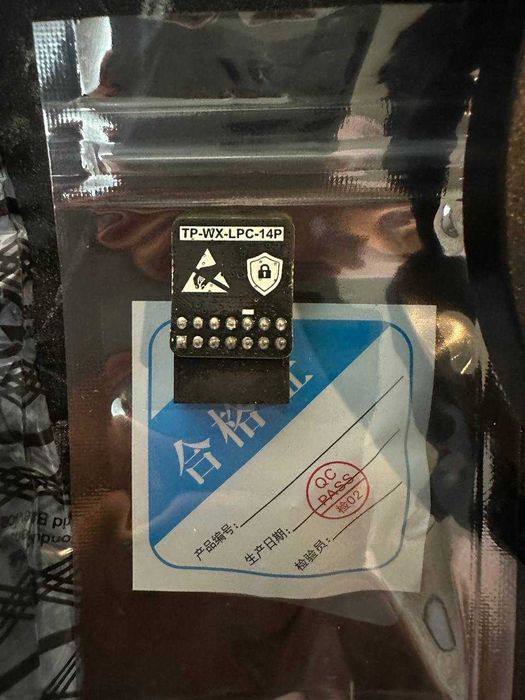 TP-WX-LPC-14P
合格证
QC
PASS
检02
产品编号:
生产日期:
检验员: